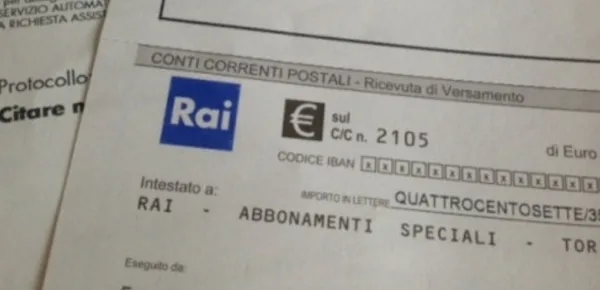 SERVIZIO AUTOMA
A RICHIESTA ASSIS
Protocollo
Citare
CONTI CORRENTI POSTALI - Ricevuta di Versamento
Rai
€ sul
C/C n. 2105
di Euro
CODICE IBAN x x x x x x x x x x x x x x
Intestato a:
IMPORTO IN LETTERE QUATTROCENTOSETTE/35
RAI - ABBONAMENTI SPECIALI - TOR
Eseguito da: